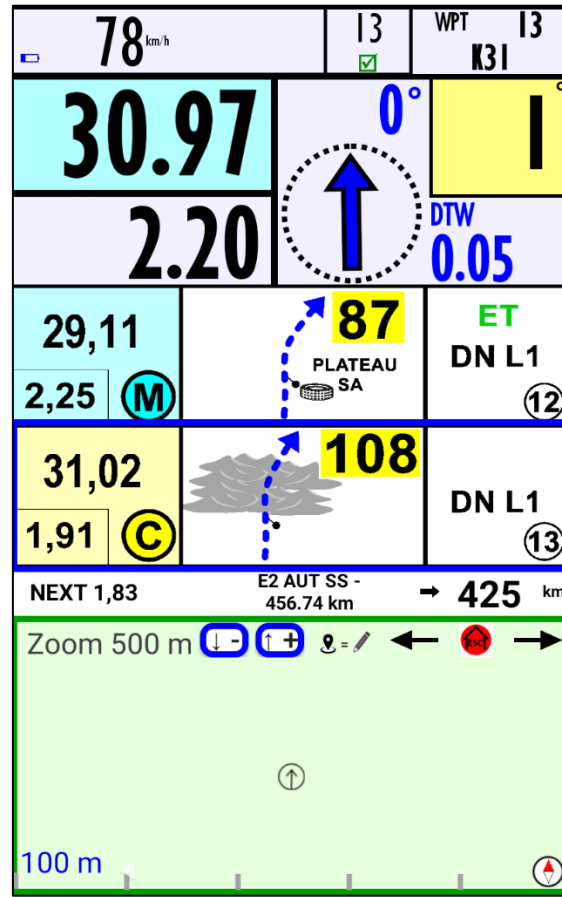 78 km/h
13
WPT 13
K31
30.97
0°
1°
2.20
DTW
0.05
29,11
87
ET
PLATEAU
SA
DN L1
2,25
M
12
31,02
108
DN L1
1,91
C
13
NEXT 1,83
E2 AUT SS -
456.74 km
→ 425 km
Zoom 500 m ↓ - ↑ + =
ESC
100 m